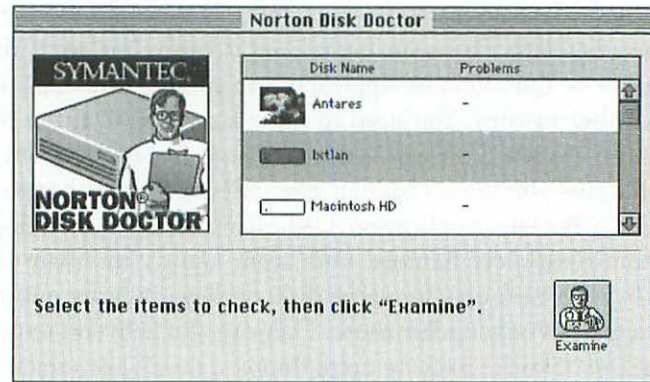 Norton Disk Doctor
SYMANTEC.
NORTON®
DISK DOCTOR
Disk Name Problems
Antares -
Ixtlan -
Macintosh HD -
Select the items to check, then click “Examine”.
Examine